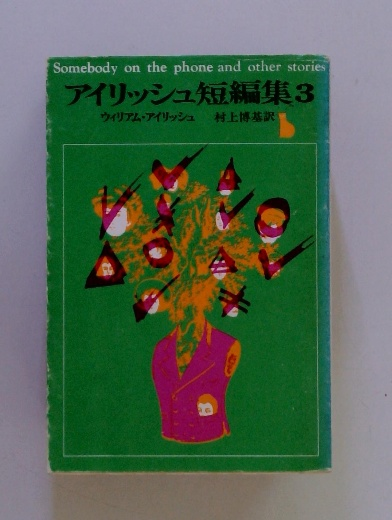 Somebody on the phone and other stories
アイリッシュ短編集3
ウィリアム・アイリッシュ 村上博基訳